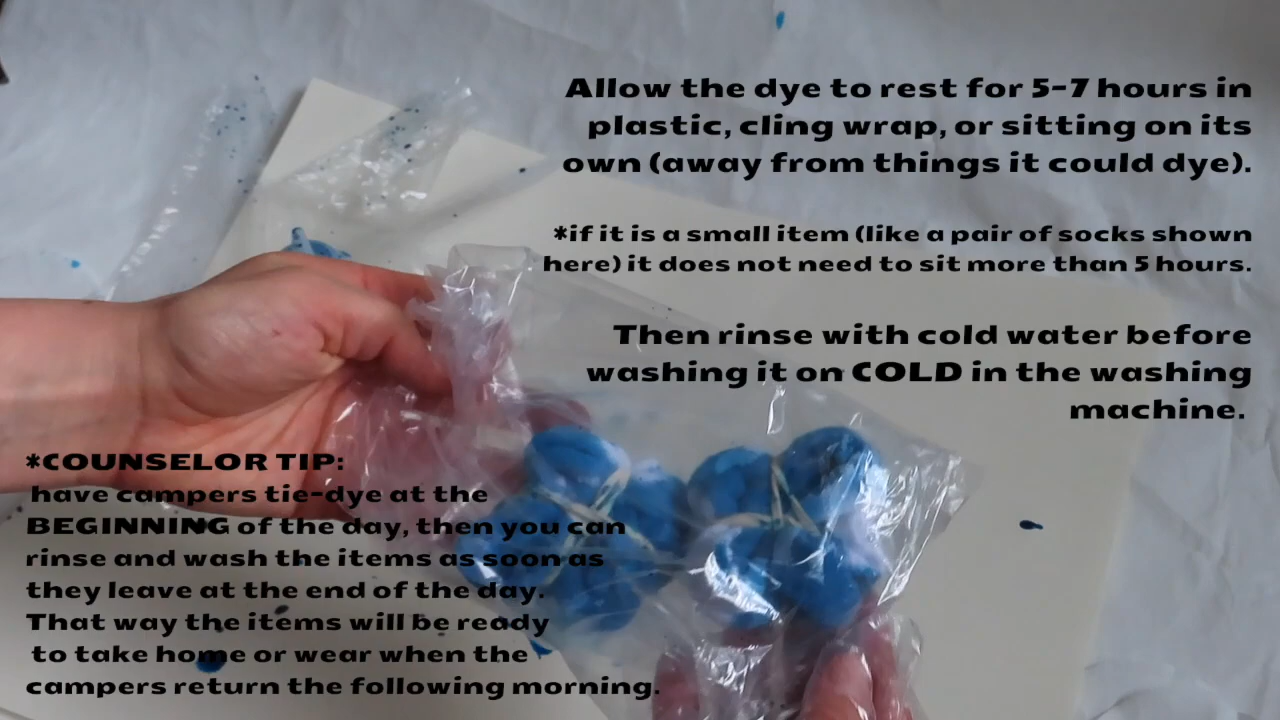 Allow the dye to rest for 5-7 hours in
plastic, cling wrap, or sitting on its
own (away from things it could dye).
*if it is a small item (like a pair of socks shown
here) it does not need to sit more than 5 hours.
Then rinse with cold water before
washing it on COLD in the washing
machine.
*COUNSELOR TIP:
have campers tie-dye at the
BEGINNING of the day, then you can
rinse and wash the items as soon as
they leave at the end of the day.
That way the items will be ready
to take home or wear when the
campers return the following morning.